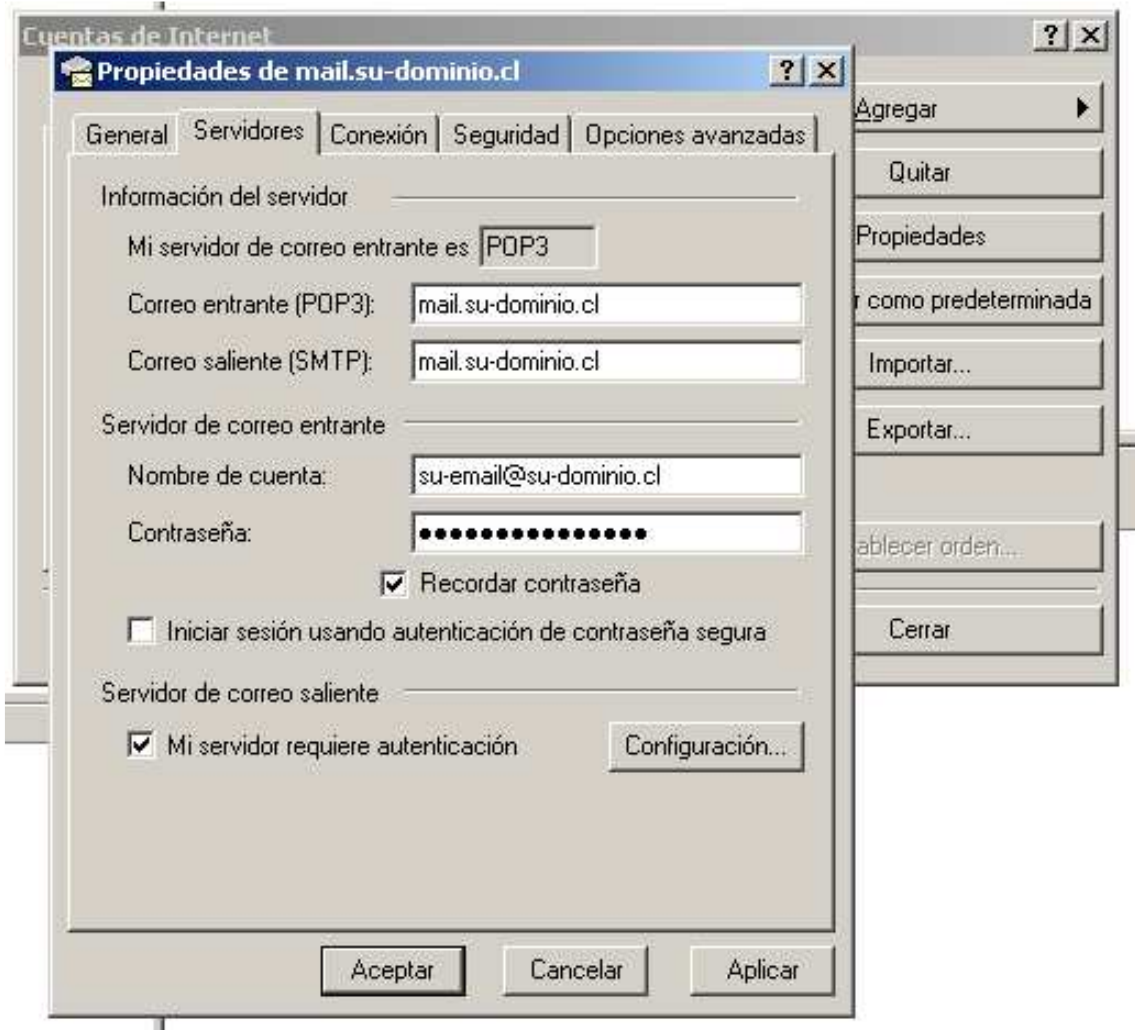 Cuentas de Internet
Propiedades de mail.su-dominio.cl
General Servidores Conexión Seguridad Opciones avanzadas
Información del servidor
Mi servidor de correo entrante es POP3
Correo entrante (POP3): mail.su-dominio.cl
Correo saliente (SMTP): mail.su-dominio.cl
Servidor de correo entrante
Nombre de cuenta: su-email@su-dominio.cl
Contraseña: ●●●●●●●●●●●●●●●
Recordar contraseña
Iniciar sesión usando autenticación de contraseña segura
Servidor de correo saliente
Mi servidor requiere autenticación Configuración...
Aceptar Cancelar Aplicar
Agregar
Quitar
Propiedades
r como predeterminada
Importar...
Exportar...
ablecer orden...
Cerrar